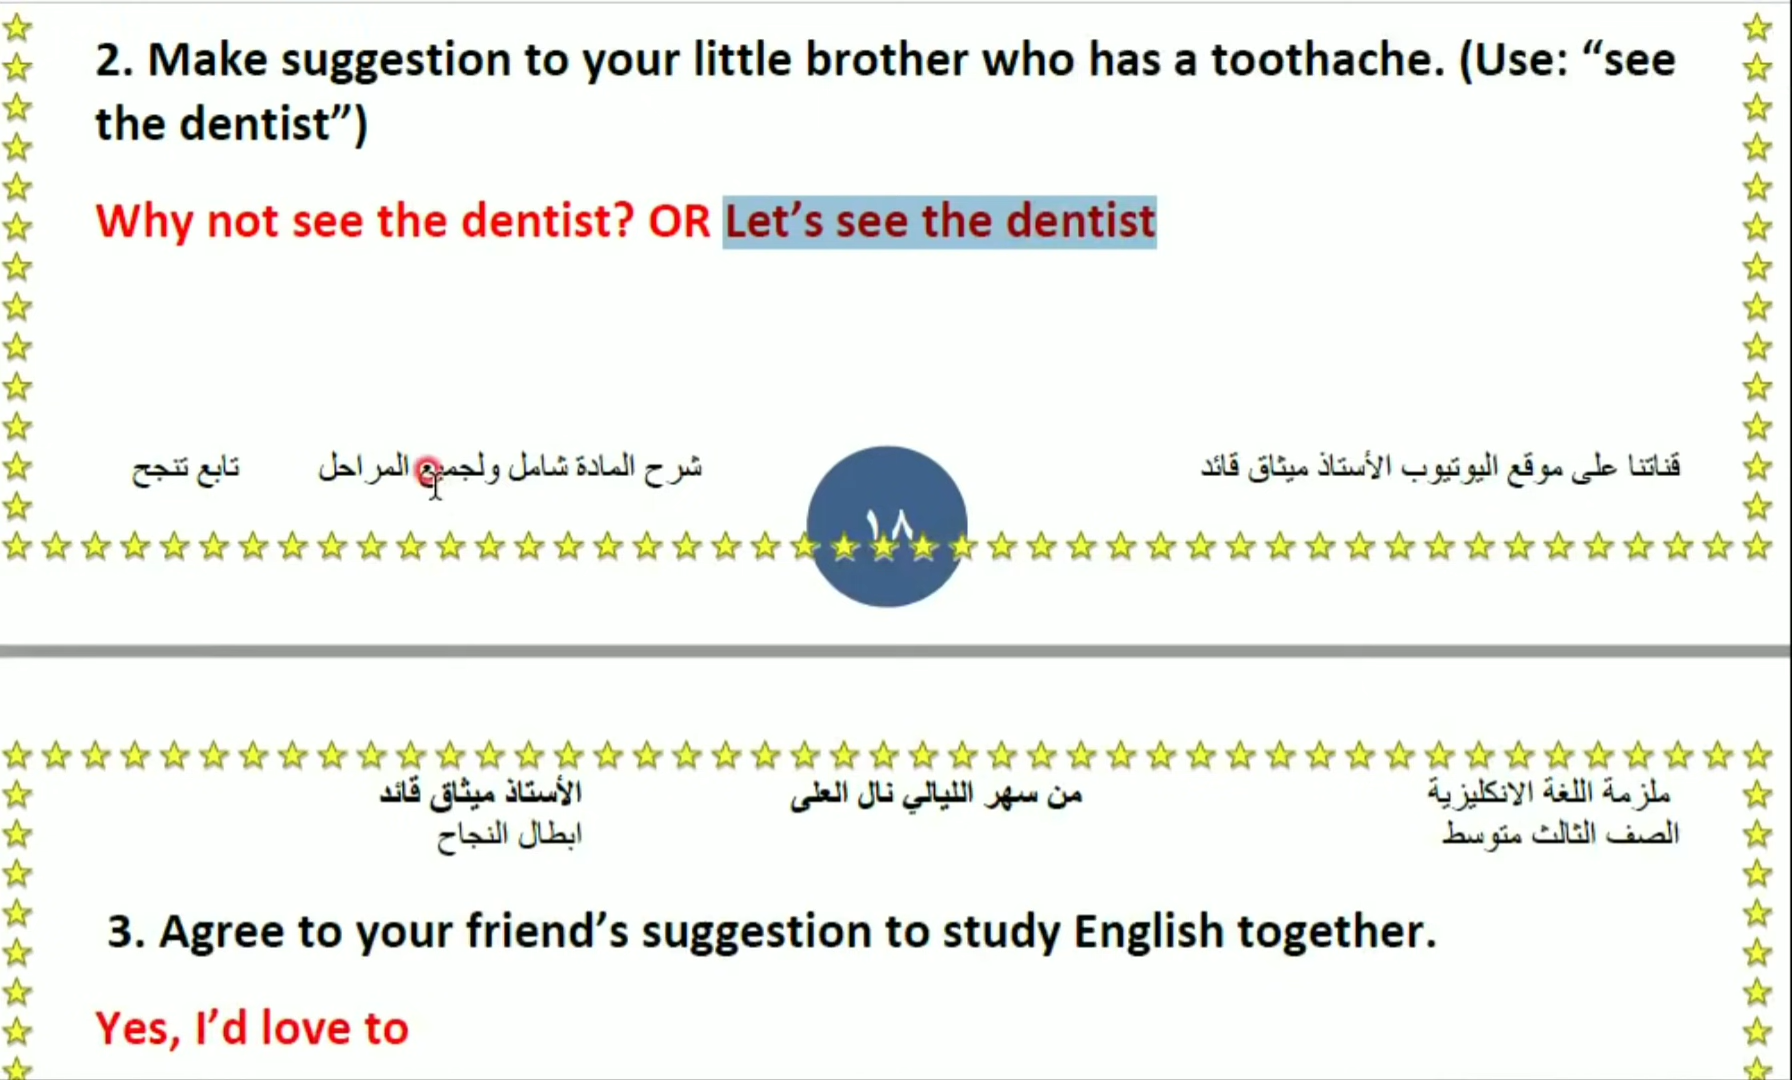 2. Make suggestion to your little brother who has a toothache. (Use: “see
the dentist”)
Why not see the dentist? OR Let’s see the dentist
قناتنا على موقع اليوتيوب الأستاذ ميثاق قائد
شرح المادة شامل ولجميع المراحل
تابع تنجح
١٨
ملزمة اللغة الانكليزية
من سهر الليالي نال العلى
الأستاذ ميثاق قائد
الصف الثالث متوسط
ابطال النجاح
3. Agree to your friend’s suggestion to study English together.
Yes, I’d love to